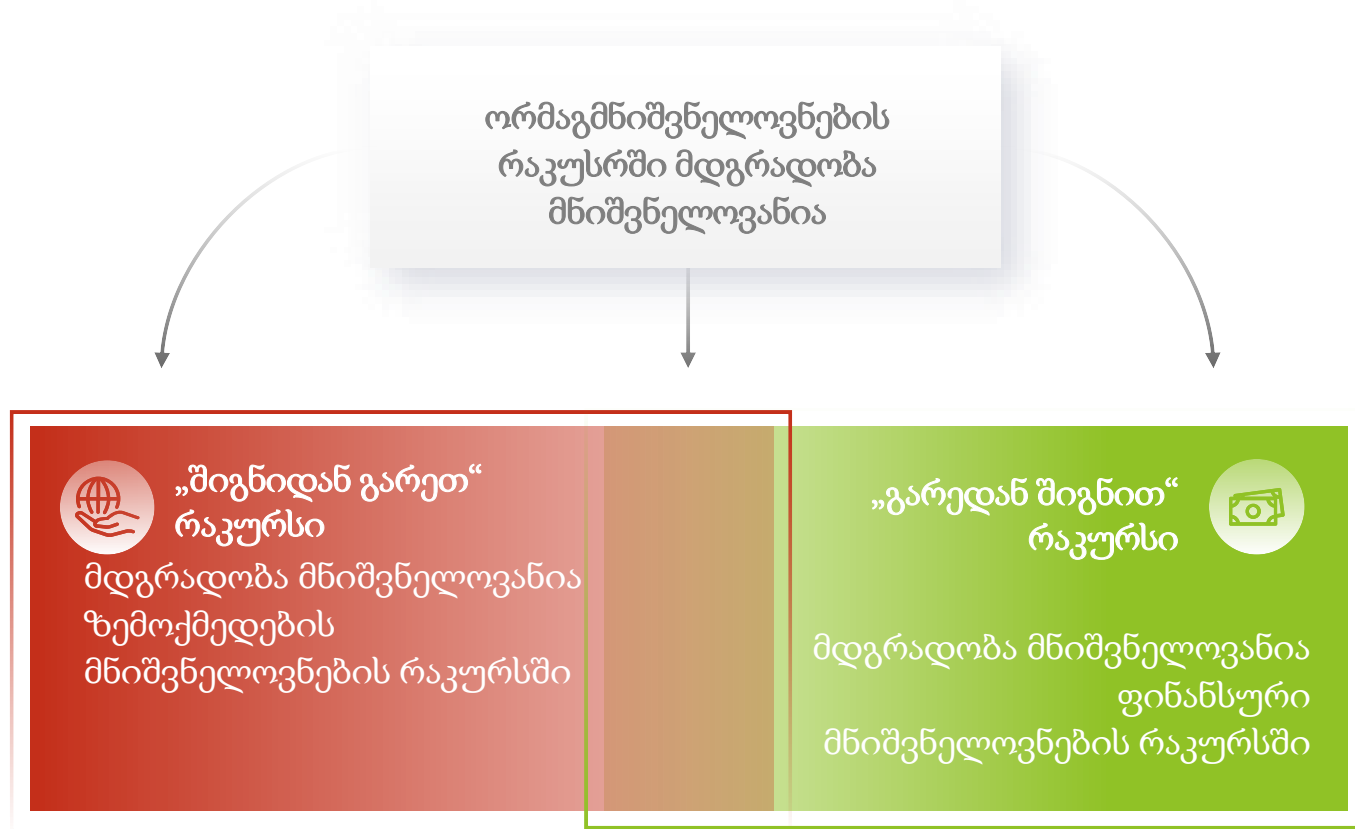 ორმაგმნიშვნელოვნების
რაკუსრში მდგრადობა
მნიშვნელოვანია
„შიგნიდან გარეთ“
რაკურსი
მდგრადობა მნიშვნელოვანია
ზემოქმედების
მნიშვნელოვნების რაკურსში
„გარედან შიგნით“
რაკურსი
მდგრადობა მნიშვნელოვანია
ფინანსური
მნიშვნელოვნების რაკურსში